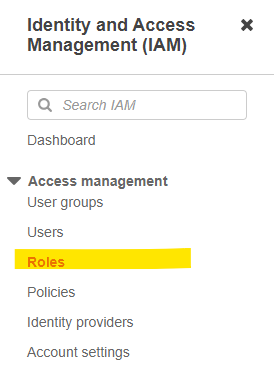 Identity and Access
Management (IAM)
Search IAM
Dashboard
Access management
User groups
Users
Roles
Policies
Identity providers
Account settings